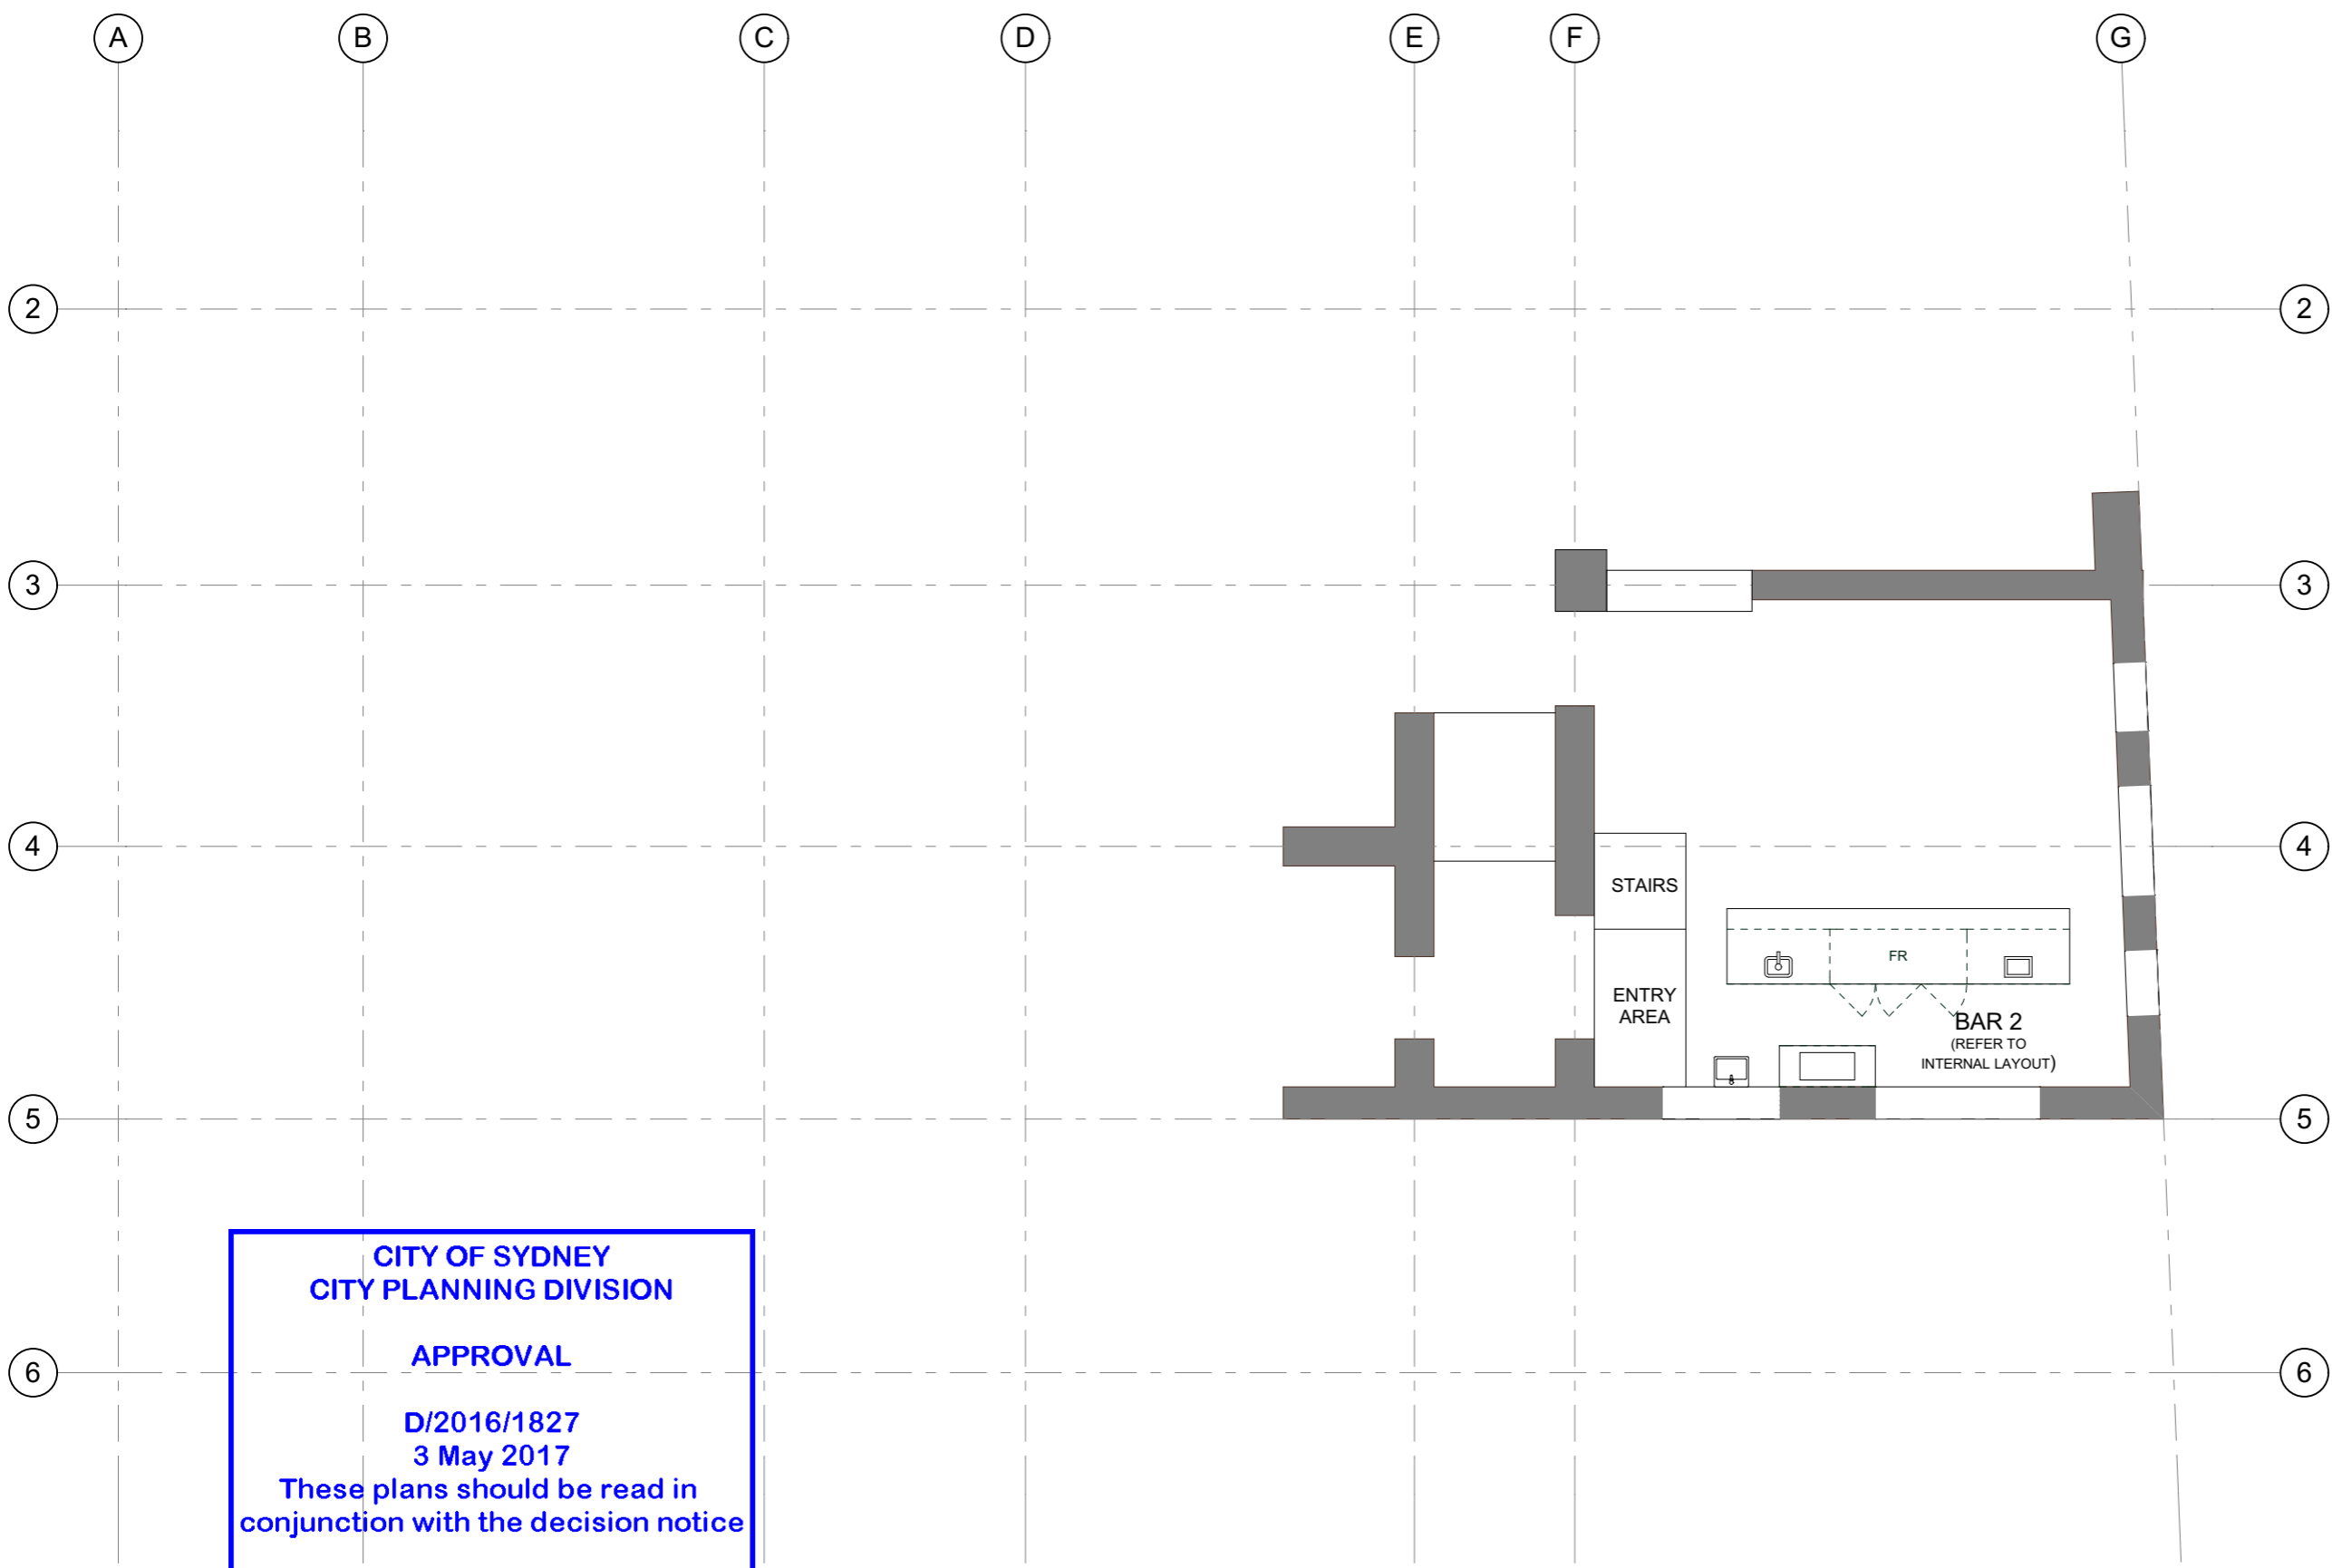 A B C D E F G
2 2
3 3
4 4
STAIRS
FR
ENTRY
AREA
BAR 2
(REFER TO
INTERNAL LAYOUT)
5 5
CITY OF SYDNEY
CITY PLANNING DIVISION
APPROVAL
6 6
D/2016/1827
3 May 2017
These plans should be read in
conjunction with the decision notice